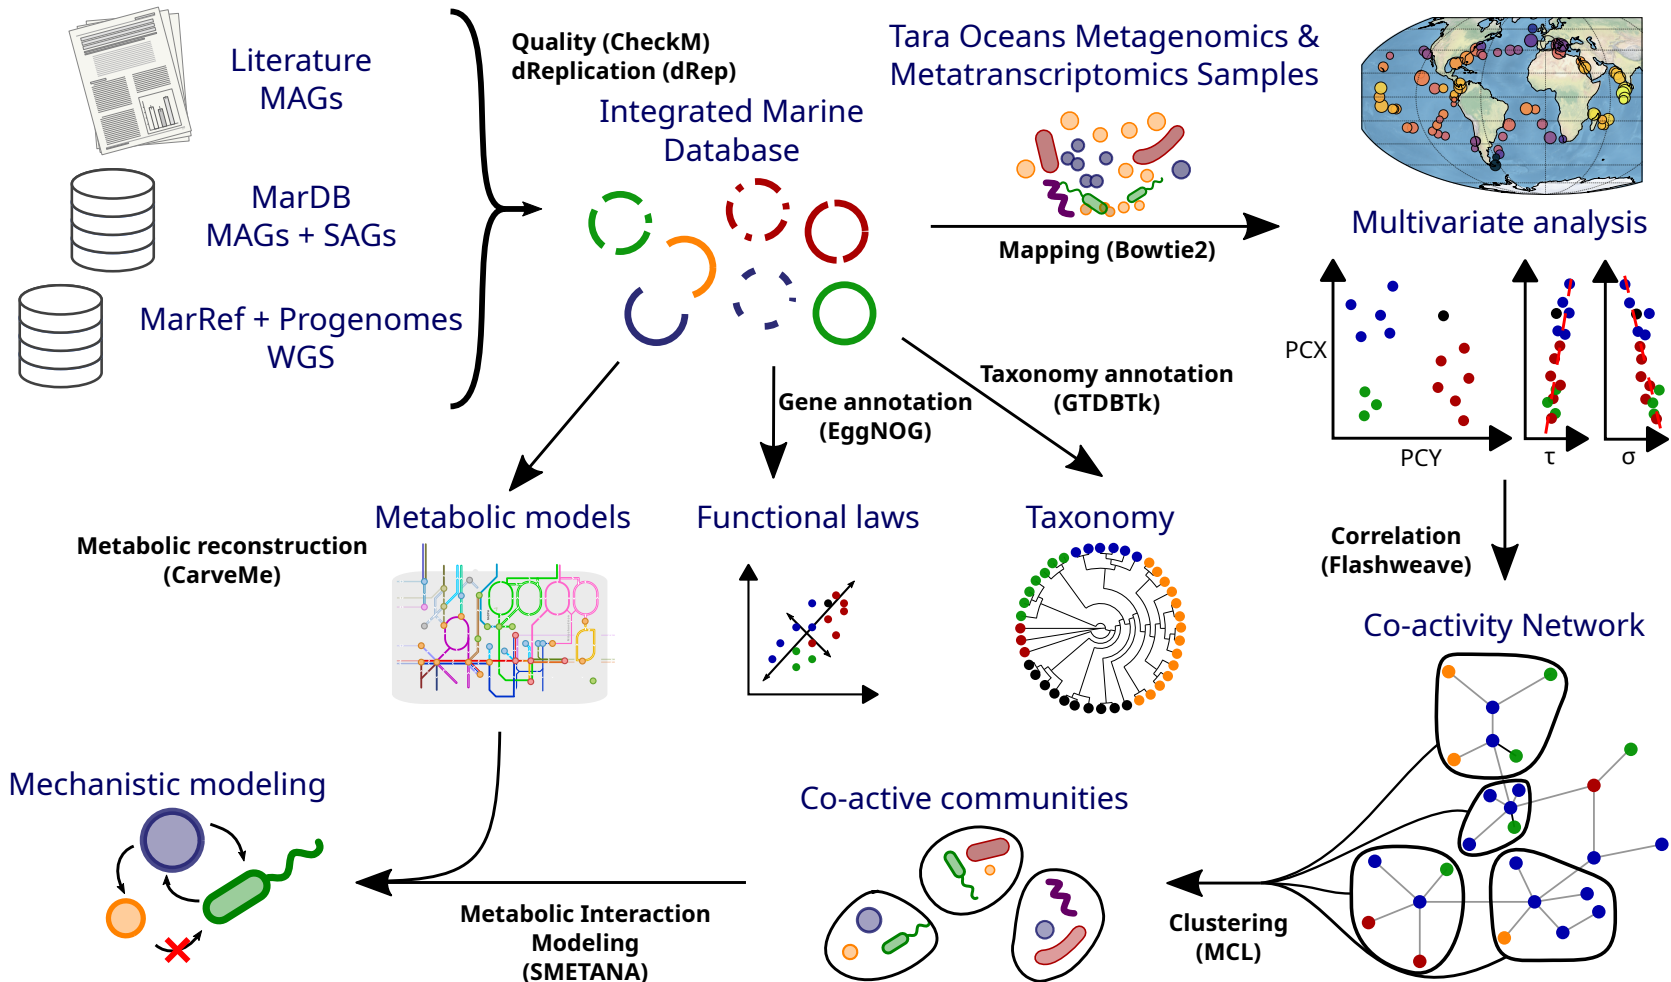 Literature
MAGs
MarDB
MAGs + SAGs
MarRef + Progenomes
WGS
Quality (CheckM)
dReplication (dRep)
Integrated Marine
Database
Tara Oceans Metagenomics &
Metatranscriptomics Samples
Mapping (Bowtie2)
Multivariate analysis
PCX
PCY
τ
σ
Gene annotation
(EggNOG)
Taxonomy annotation
(GTDBTk)
Metabolic reconstruction
(CarveMe)
Metabolic models
Functional laws
Taxonomy
Correlation
(Flashweave)
Co-activity Network
Mechanistic modeling
Co-active communities
Metabolic Interaction
Modeling
(SMETANA)
Clustering
(MCL)